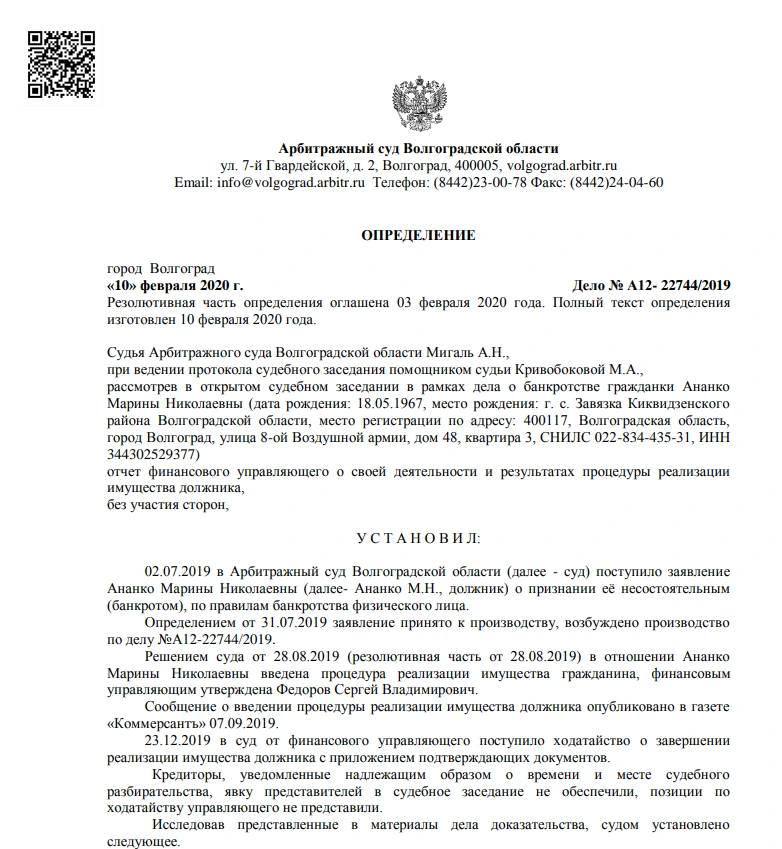 Арбитражный суд Волгоградской области
ул. 7-й Гвардейской, д. 2, Волгоград, 400005, volgograd.arbitr.ru
Email: info@volgograd.arbitr.ru Телефон: (8442)23-00-78 Факс: (8442)24-04-60
ОПРЕДЕЛЕНИЕ
город Волгоград
«10» февраля 2020 г. Дело № А12- 22744/2019
Резолютивная часть определения оглашена 03 февраля 2020 года. Полный текст определения
изготовлен 10 февраля 2020 года.
Судья Арбитражного суда Волгоградской области Мигаль А.Н.,
при ведении протокола судебного заседания помощником судьи Кривобоковой М.А.,
рассмотрев в открытом судебном заседании в рамках дела о банкротстве гражданки Ананко
Марины Николаевны (дата рождения: 18.05.1967, место рождения: г. с. Завязка Киквидзенского
района Волгоградской области, место регистрации по адресу: 400117, Волгоградская область,
город Волгоград, улица 8-ой Воздушной армии, дом 48, квартира 3, СНИЛС 022-834-435-31, ИНН
344302529377)
отчет финансового управляющего о своей деятельности и результатах процедуры реализации
имущества должника,
без участия сторон,
У С Т А Н О В И Л:
02.07.2019 в Арбитражный суд Волгоградской области (далее - суд) поступило заявление
Ананко Марины Николаевны (далее- Ананко М.Н., должник) о признании её несостоятельным
(банкротом), по правилам банкротства физического лица.
Определением от 31.07.2019 заявление принято к производству, возбуждено производство
по делу №А12-22744/2019.
Решением суда от 28.08.2019 (резолютивная часть от 28.08.2019) в отношении Ананко
Марины Николаевны введена процедура реализации имущества гражданина, финансовым
управляющим утверждена Федоров Сергей Владимирович.
Сообщение о введении процедуры реализации имущества должника опубликовано в газете
«Коммерсантъ» 07.09.2019.
23.12.2019 в суд от финансового управляющего поступило ходатайство о завершении
реализации имущества должника с приложением подтверждающих документов.
Кредиторы, уведомленные надлежащим образом о времени и месте судебного
разбирательства, явку представителей в судебное заседание не обеспечили, позиции по
ходатайству управляющего не представили.
Исследовав представленные в материалы дела доказательства, судом установлено
следующее.